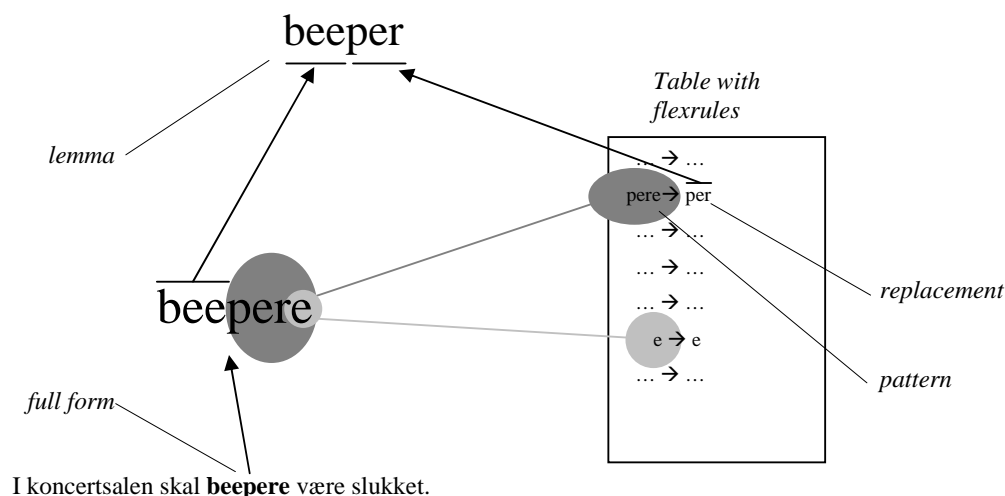 beeper
Table with
flexrules
lemma
… → …
pere → per
… → …
… → …
… → …
e → e
… → …
beepere
replacement
pattern
full form
I koncertsalen skal beepere være slukket.